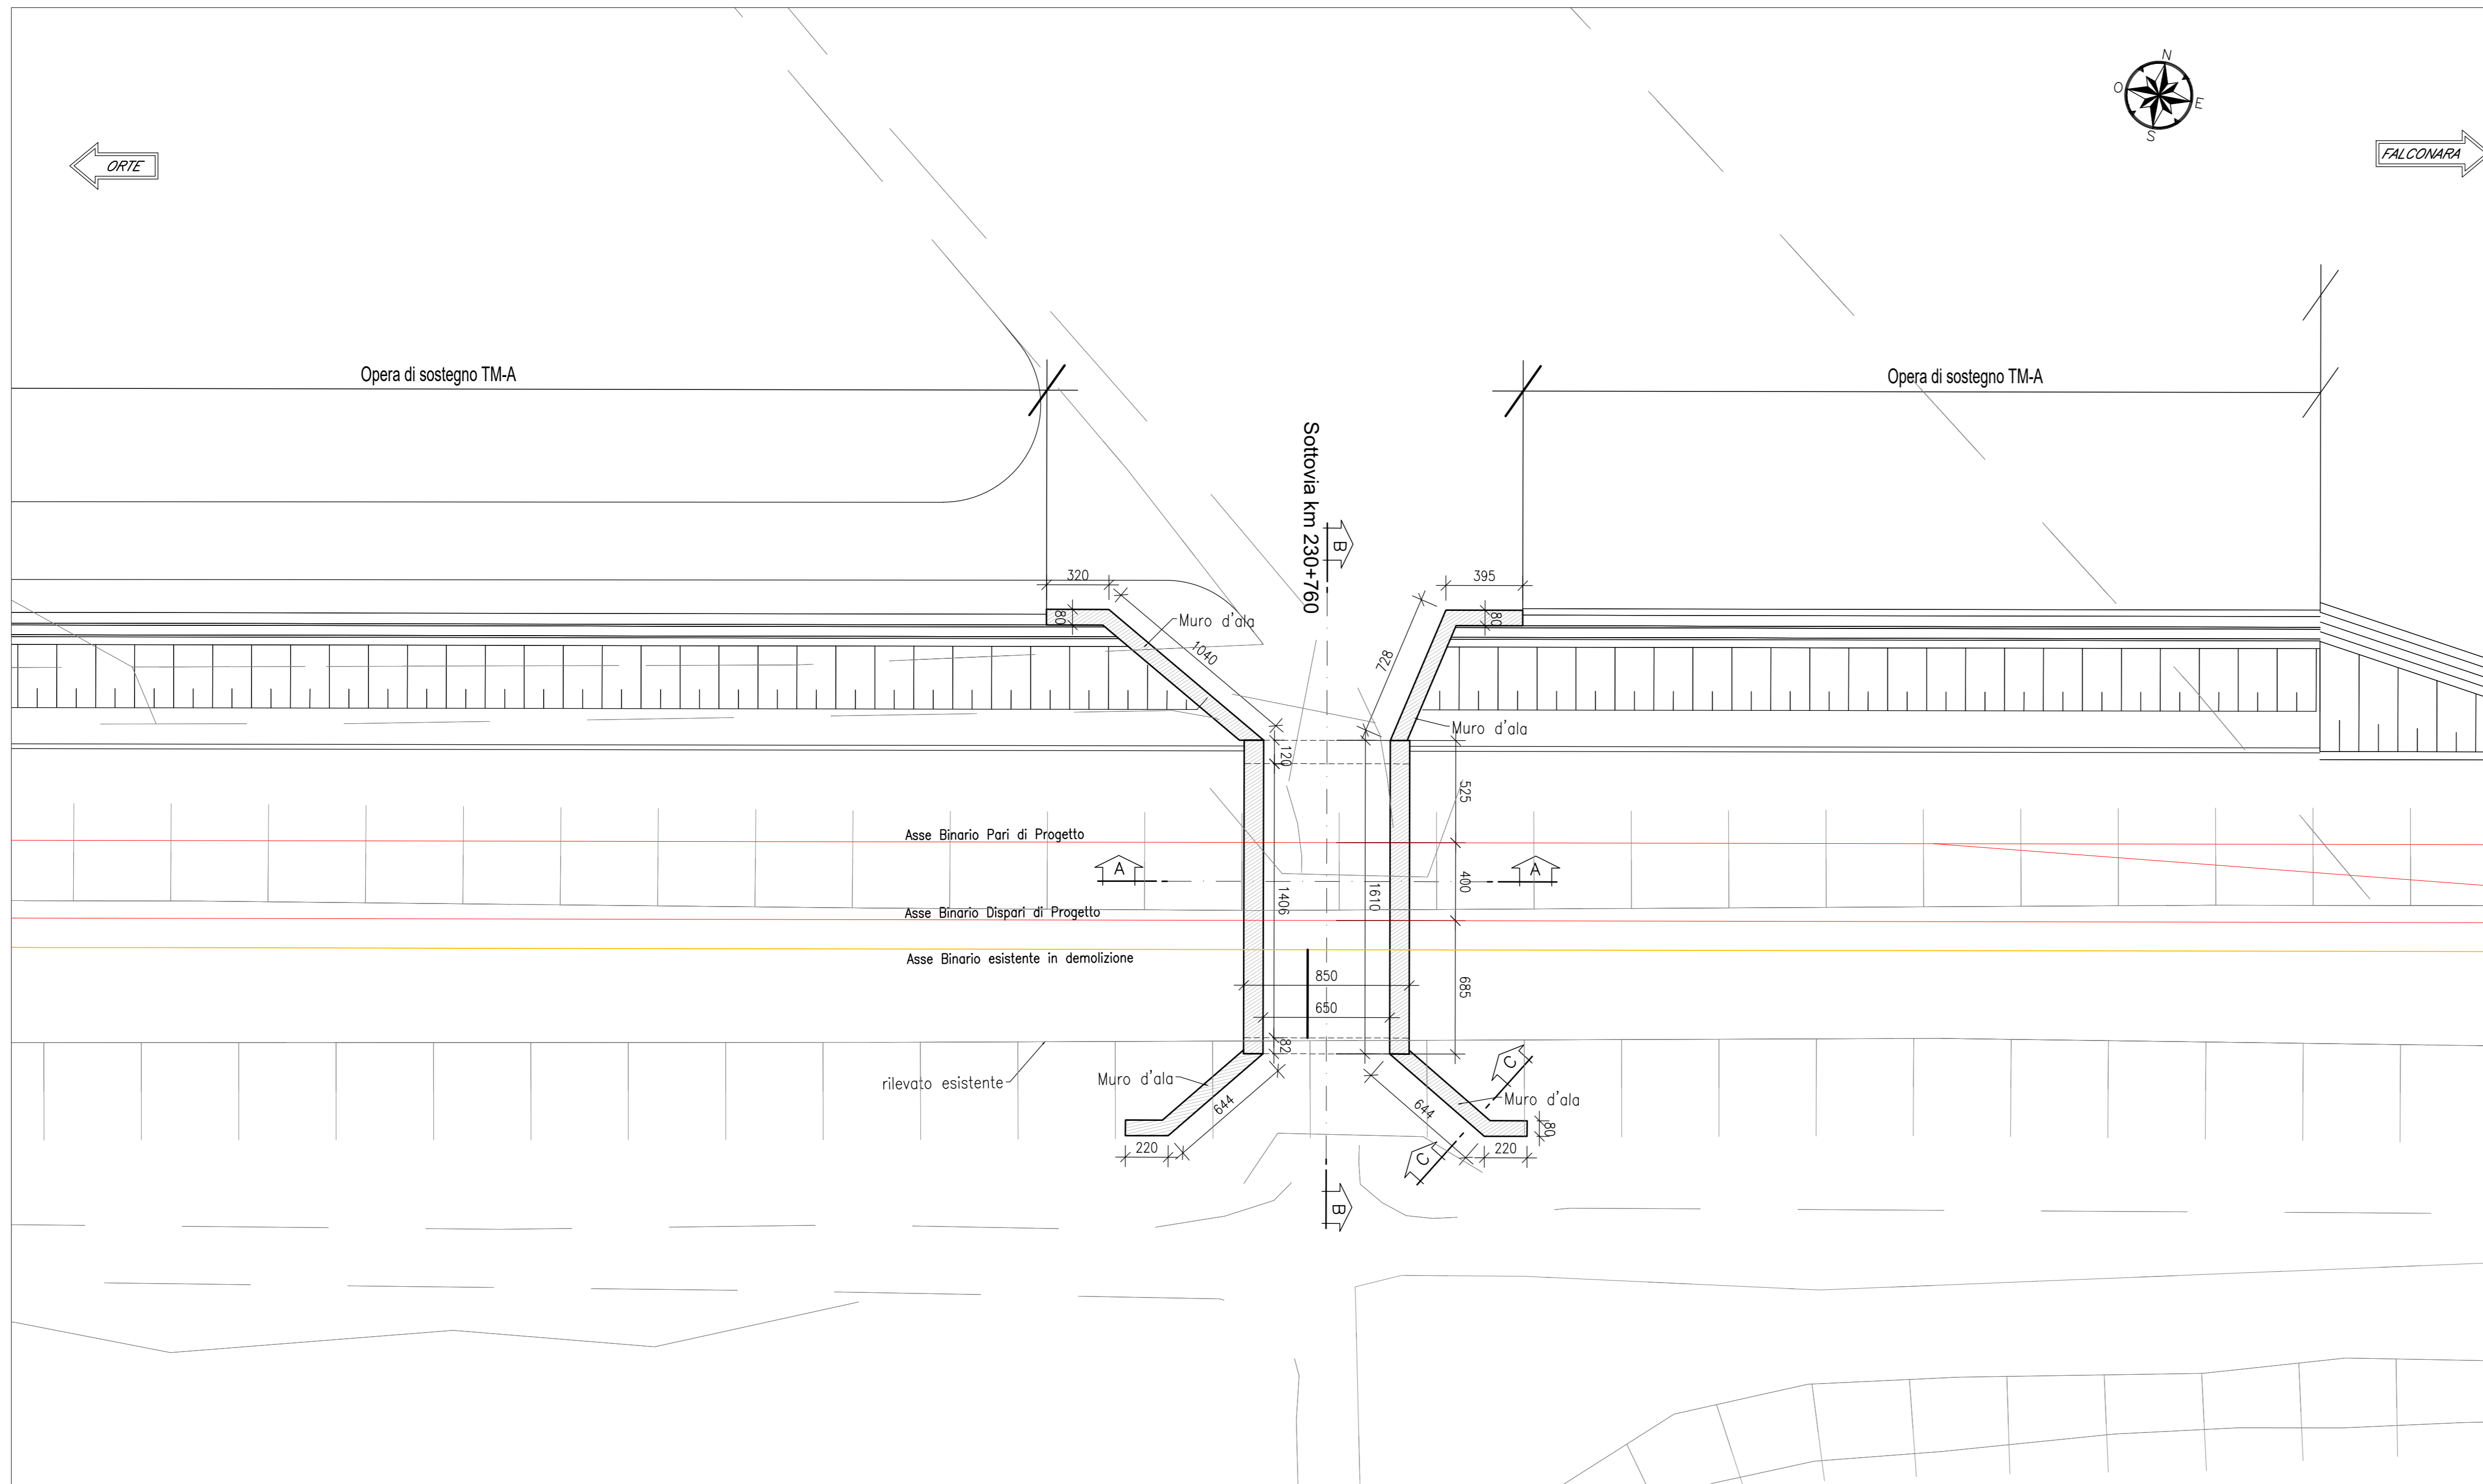 N
O
E
S
ORTE
FALCONARA
Opera di sostegno TM-A
Opera di sostegno TM-A
Sottovia km 230+760
B
320
395
80
80
Muro d'ala
1040
728
Muro d'ala
120
525
Asse Binario Pari di Progetto
A
A
400
1406
1610
Asse Binario Dispari di Progetto
Asse Binario esistente in demolizione
850
685
650
82
C
rilevato esistente
Muro d'ala
Muro d'ala
644
644
80
220
220
C
B